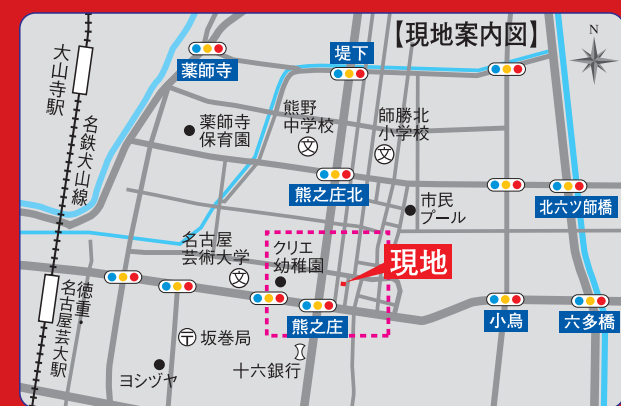 【現地案内図】
N
大山寺駅
名鉄犬山線
薬師寺
堤下
薬師寺
保育園
熊野
中学校
師勝北
小学校
文
文
熊之庄北
市民
プール
北六ツ師橋
名古屋
芸術大学
文
クリエ
幼稚園
現地
徳重・
名古屋芸大駅
熊之庄
小鳥
六多橋
〒
坂巻局
ヨシヅヤ
十六銀行